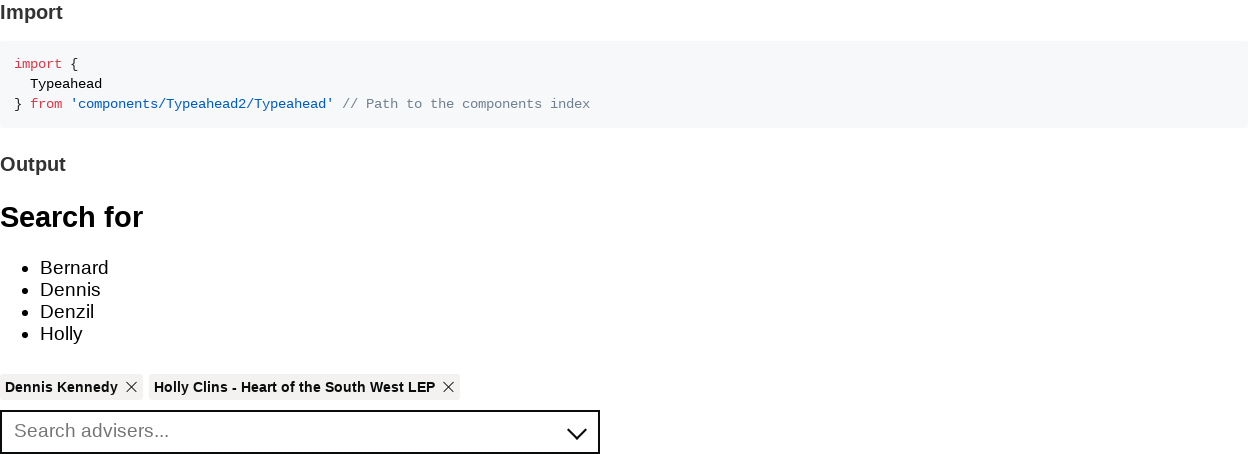 Import
import {
  Typeahead
} from 'components/Typeahead2/Typeahead' // Path to the components index
Output
Search for
Bernard
Dennis
Denzil
Holly
Dennis Kennedy Holly Clins - Heart of the South West LEP
Search advisers...